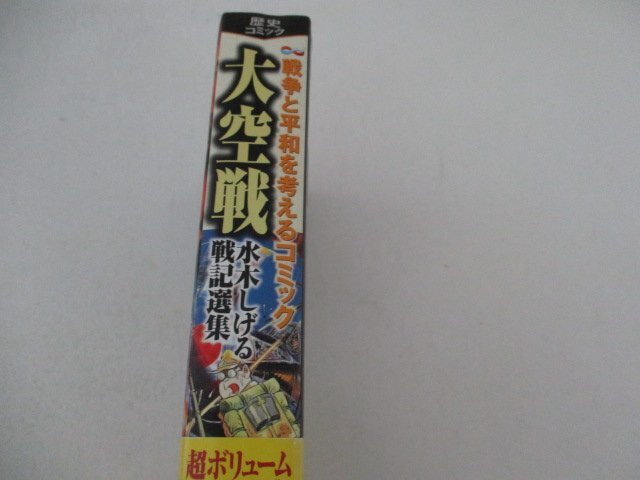 歴史
コミック
戦争と平和を考えるコミック
大空戦
水木しげる
戦記選集
超ボリューム